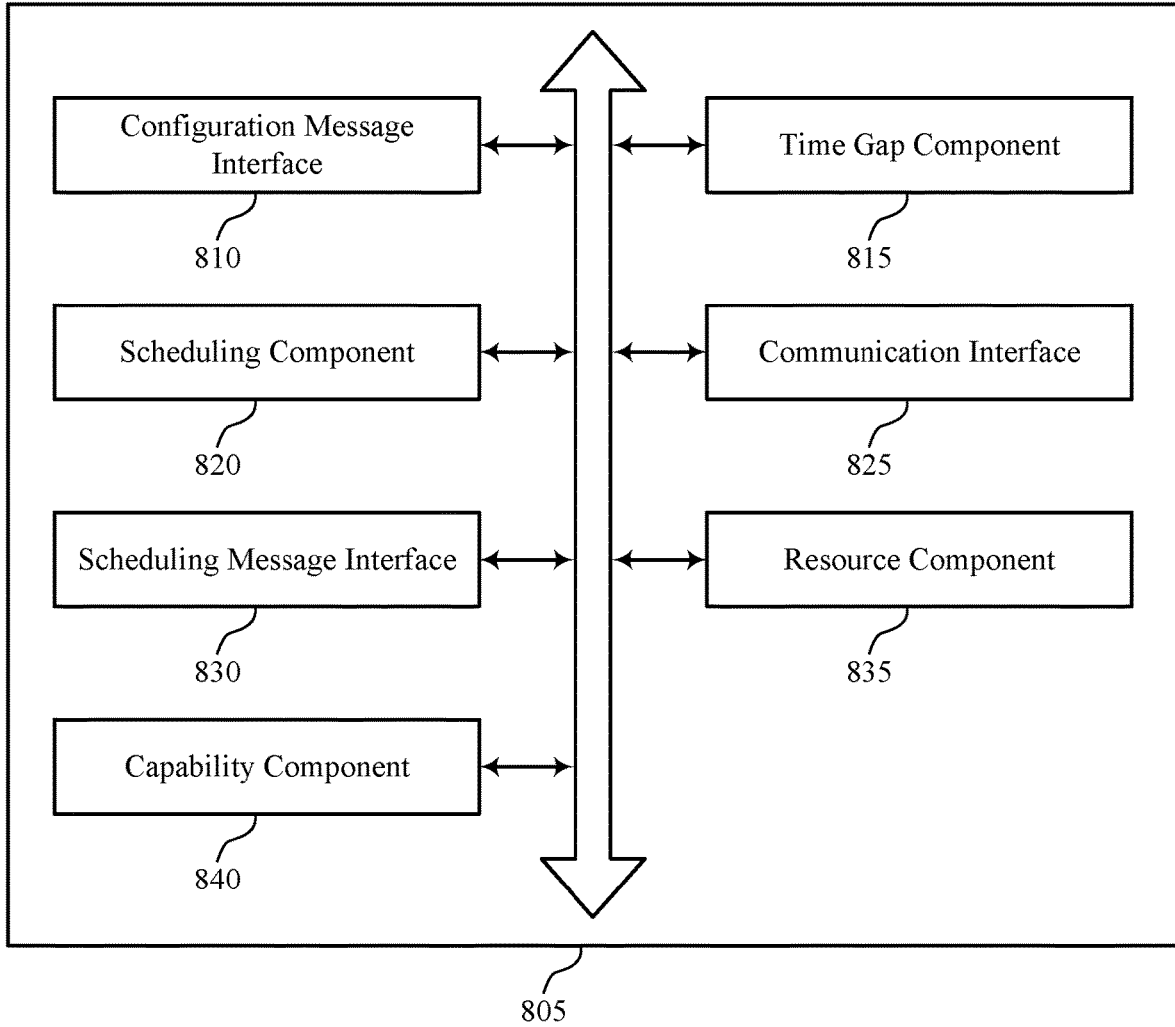 Configuration Message
Interface
810
Time Gap Component
815
Scheduling Component
820
Communication Interface
825
Scheduling Message Interface
830
Resource Component
835
Capability Component
840
805